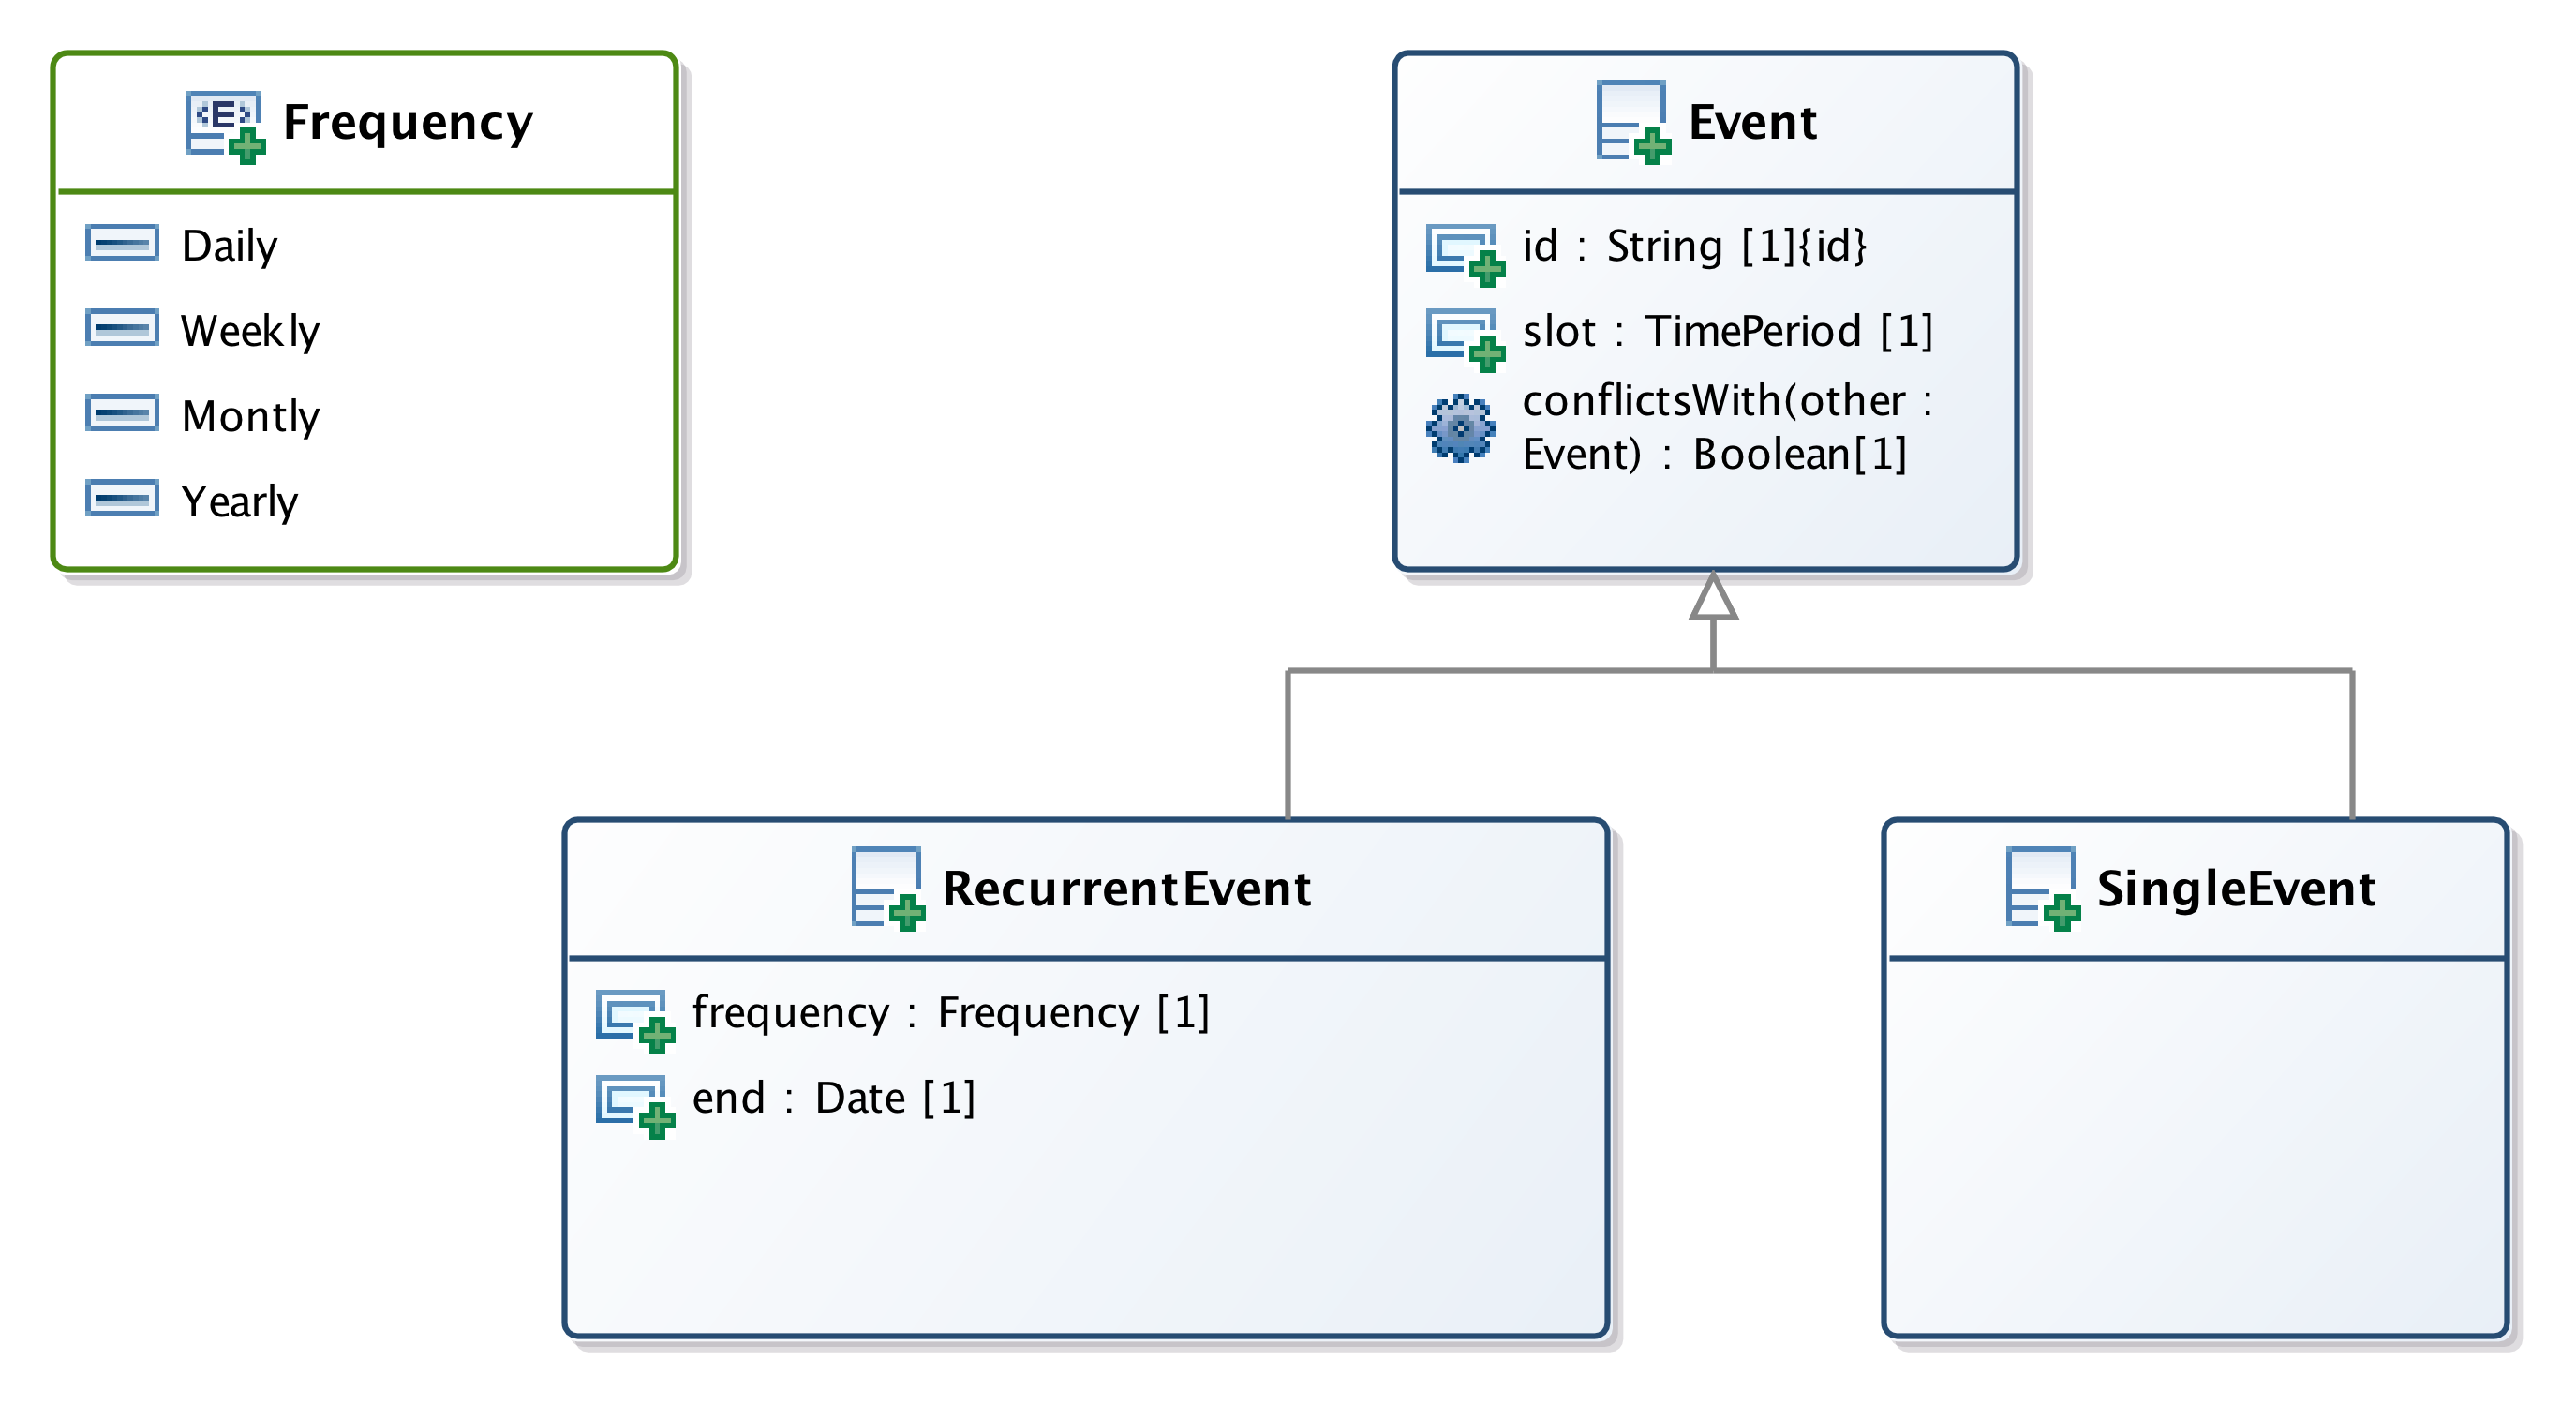 Frequency
Daily
Weekly
Montly
Yearly
Event
id : String [1]{id}
slot : TimePeriod [1]
conflictsWith(other :
Event) : Boolean[1]
RecurrentEvent
frequency : Frequency [1]
end : Date [1]
SingleEvent